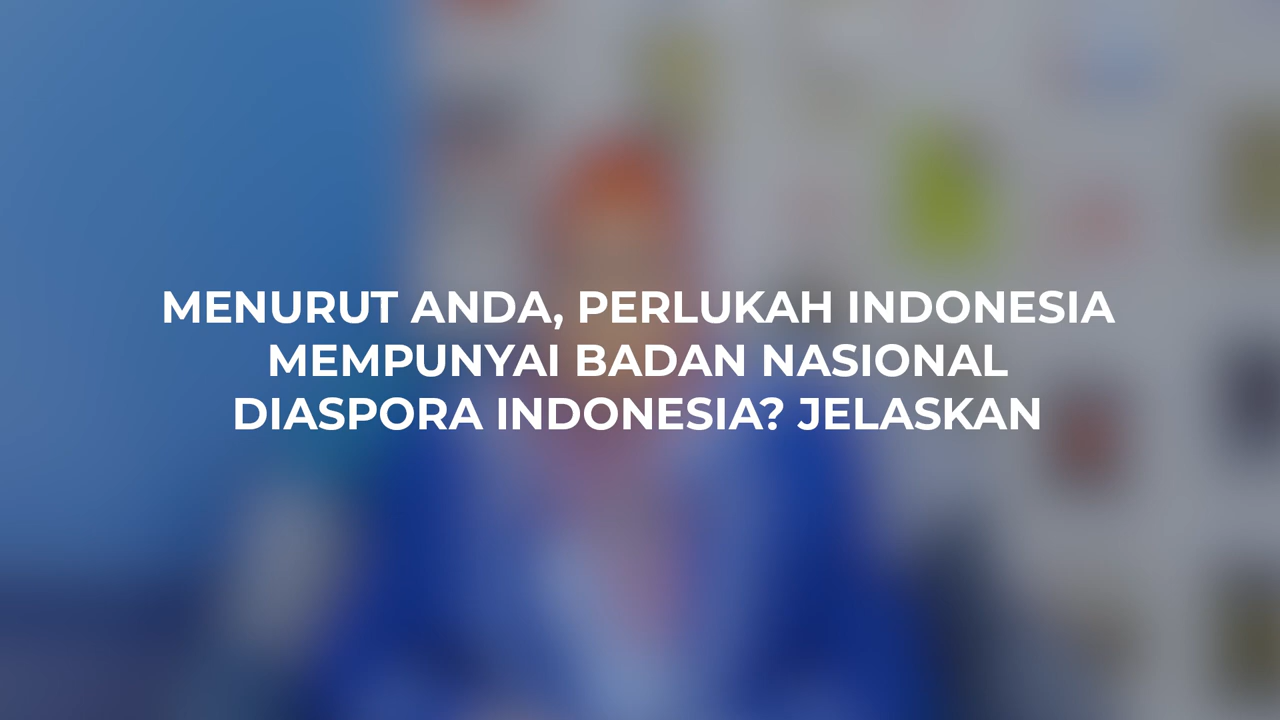 MENURUT ANDA, PERLUKAH INDONESIA
MEMPUNYAI BADAN NASIONAL
DIASPORA INDONESIA? JELASKAN